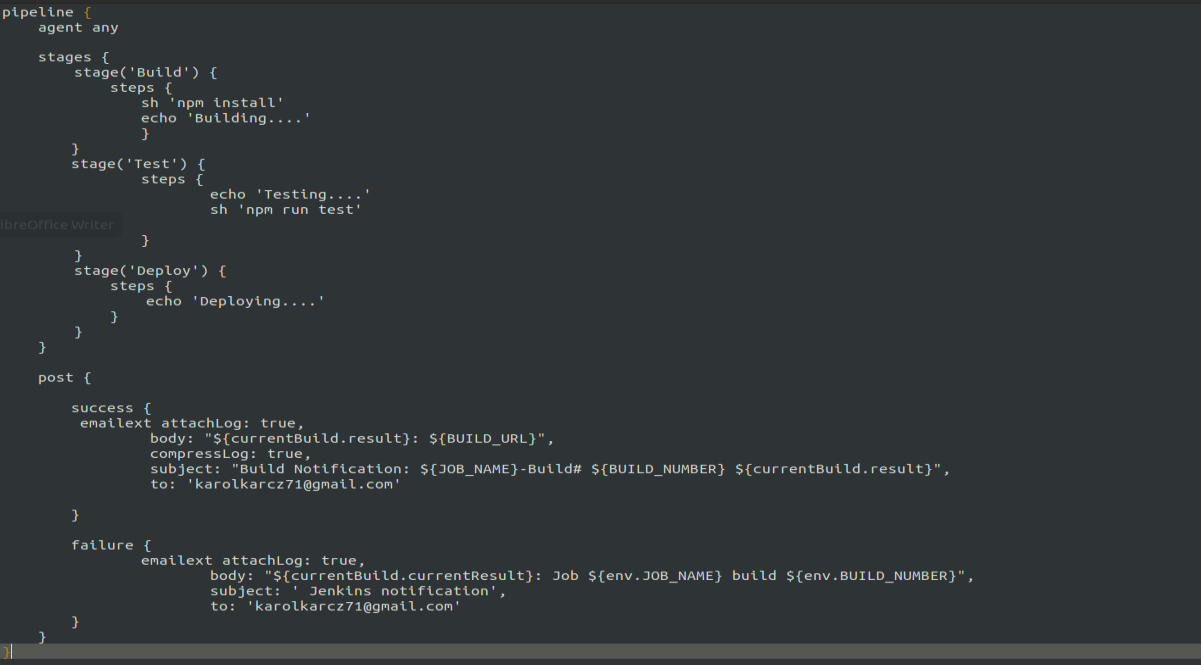 pipeline {
    agent any

    stages {
        stage('Build') {
            steps {
                sh 'npm install'
                echo 'Building....'
                }
        }
        stage('Test') {
                steps {
                        echo 'Testing....'
                        sh 'npm run test'
ibreOffice Writer
                }
        }
        stage('Deploy') {
            steps {
                echo 'Deploying....'
            }
        }
    }

    post {

        success {
         emailext attachLog: true,
                 body: "${currentBuild.result}: ${BUILD_URL}",
                 compressLog: true,
                 subject: "Build Notification: ${JOB_NAME}-Build# ${BUILD_NUMBER} ${currentBuild.result}",
                 to: 'karolkarcz71@gmail.com'

        }

        failure {
                emailext attachLog: true,
                        body: "${currentBuild.currentResult}: Job ${env.JOB_NAME} build ${env.BUILD_NUMBER}",
                        subject: ' Jenkins notification',
                        to: 'karolkarcz71@gmail.com'
        }
    }
}